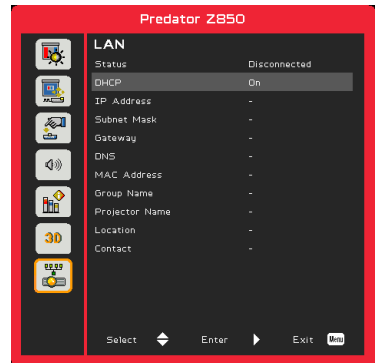 Predator Z850
LAN
Status Disconnected
DHCP On
IP Address -
Subnet Mask -
Gateway -
DNS -
MAC Address -
Group Name -
Projector Name -
Location -
Contact -
3D
Select Enter Exit Menu